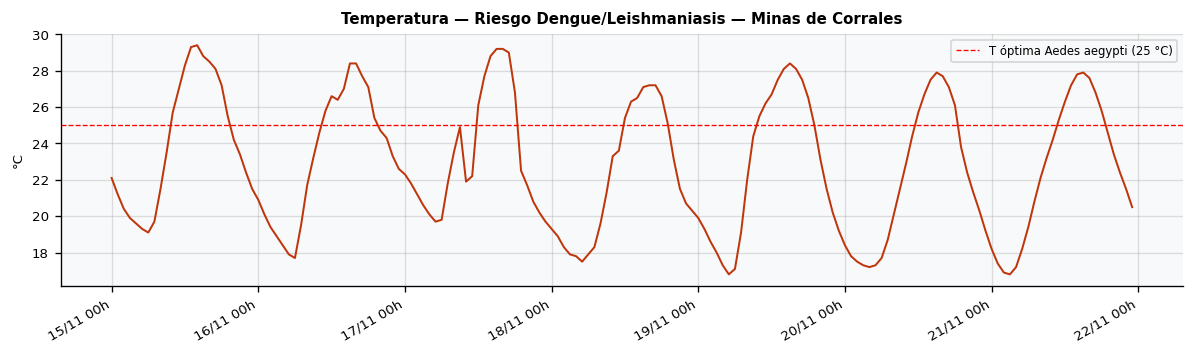 Temperatura — Riesgo Dengue/Leishmaniasis — Minas de Corrales
T óptima Aedes aegypti (25 °C)
°C
30
28
26
24
22
20
18
15/11 00h
16/11 00h
17/11 00h
18/11 00h
19/11 00h
20/11 00h
21/11 00h
22/11 00h